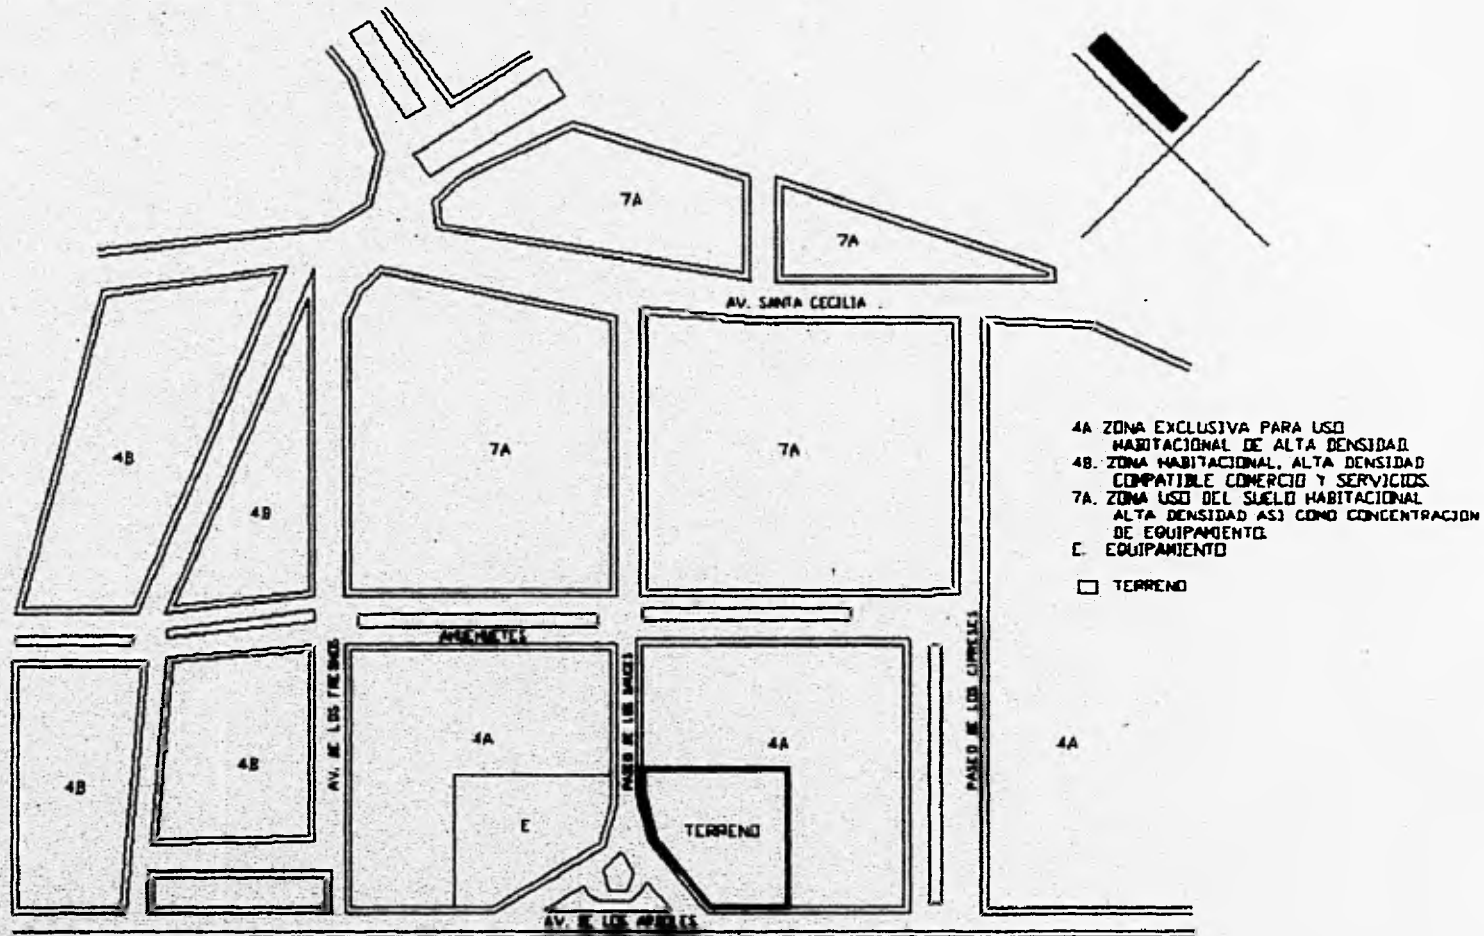 7A
7A
AV. SANTA CECILIA
4B
4B
7A
7A
4A ZONA EXCLUSIVA PARA USO
HABITACIONAL DE ALTA DENSIDAD.
4B. ZONA HABITACIONAL, ALTA DENSIDAD
COMPATIBLE COMERCIO Y SERVICIOS.
7A. ZONA USO DEL SUELO HABITACIONAL
ALTA DENSIDAD ASI COMO CONCENTRACION
DE EQUIPAMIENTO.
E. EQUIPAMIENTO
TERRENO
AHUEHUETES
AV. DE LOS FRESNOS
PASEO DE LOS SAUCES
PASEO DE LOS CIPRESES
4B
4B
4A
4A
4A
E
TERRENO
AV. DE LOS ARBOLES